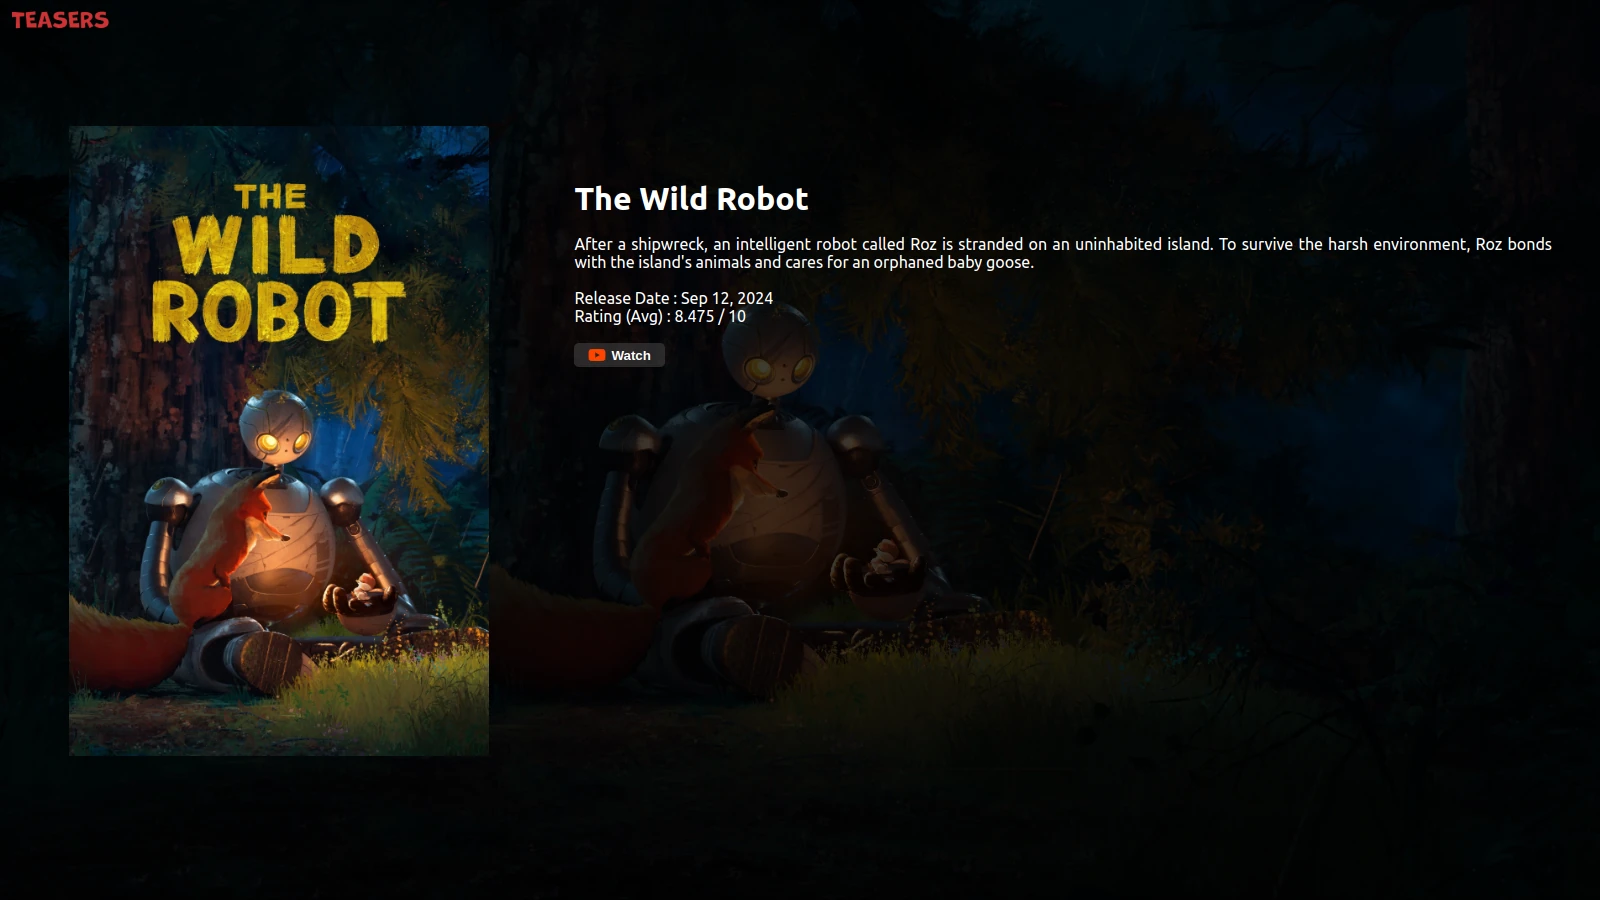 TEASERS
THE
WILD
ROBOT
The Wild Robot
After a shipwreck, an intelligent robot called Roz is stranded on an uninhabited island. To survive the harsh environment, Roz bonds
with the island's animals and cares for an orphaned baby goose.
Release Date : Sep 12, 2024
Rating (Avg) : 8.475 / 10
Watch